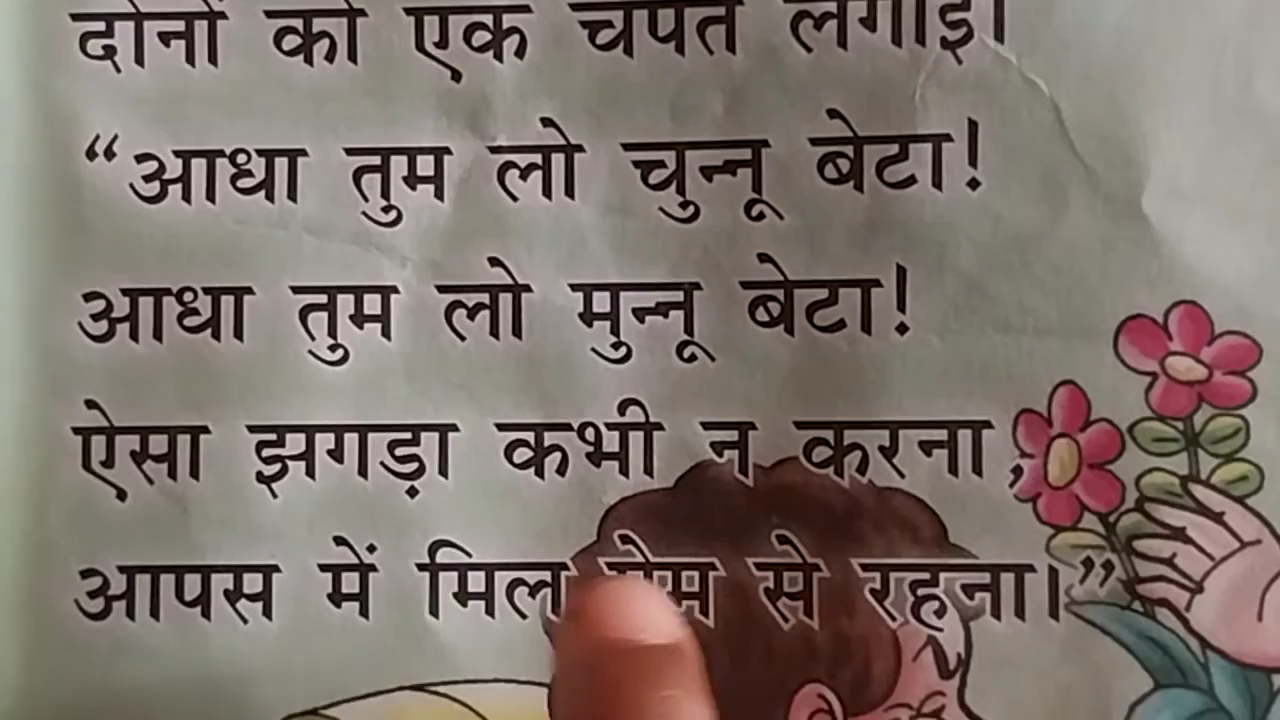 दोनों को एक चपत लगाई।
“आधा तुम लो चुन्नू बेटा!
आधा तुम लो मुन्नू बेटा!
ऐसा झगड़ा कभी न करना,
आपस में मिल प्रेम से रहना।”